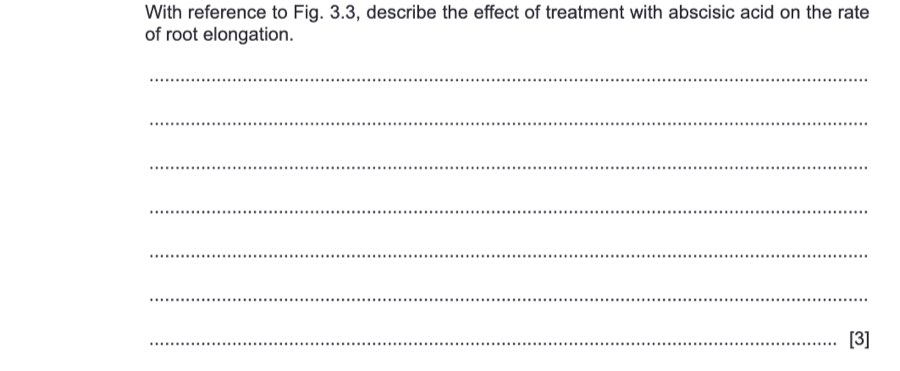 With reference to Fig. 3.3, describe the effect of treatment with abscisic acid on the rate
of root elongation.
[3]